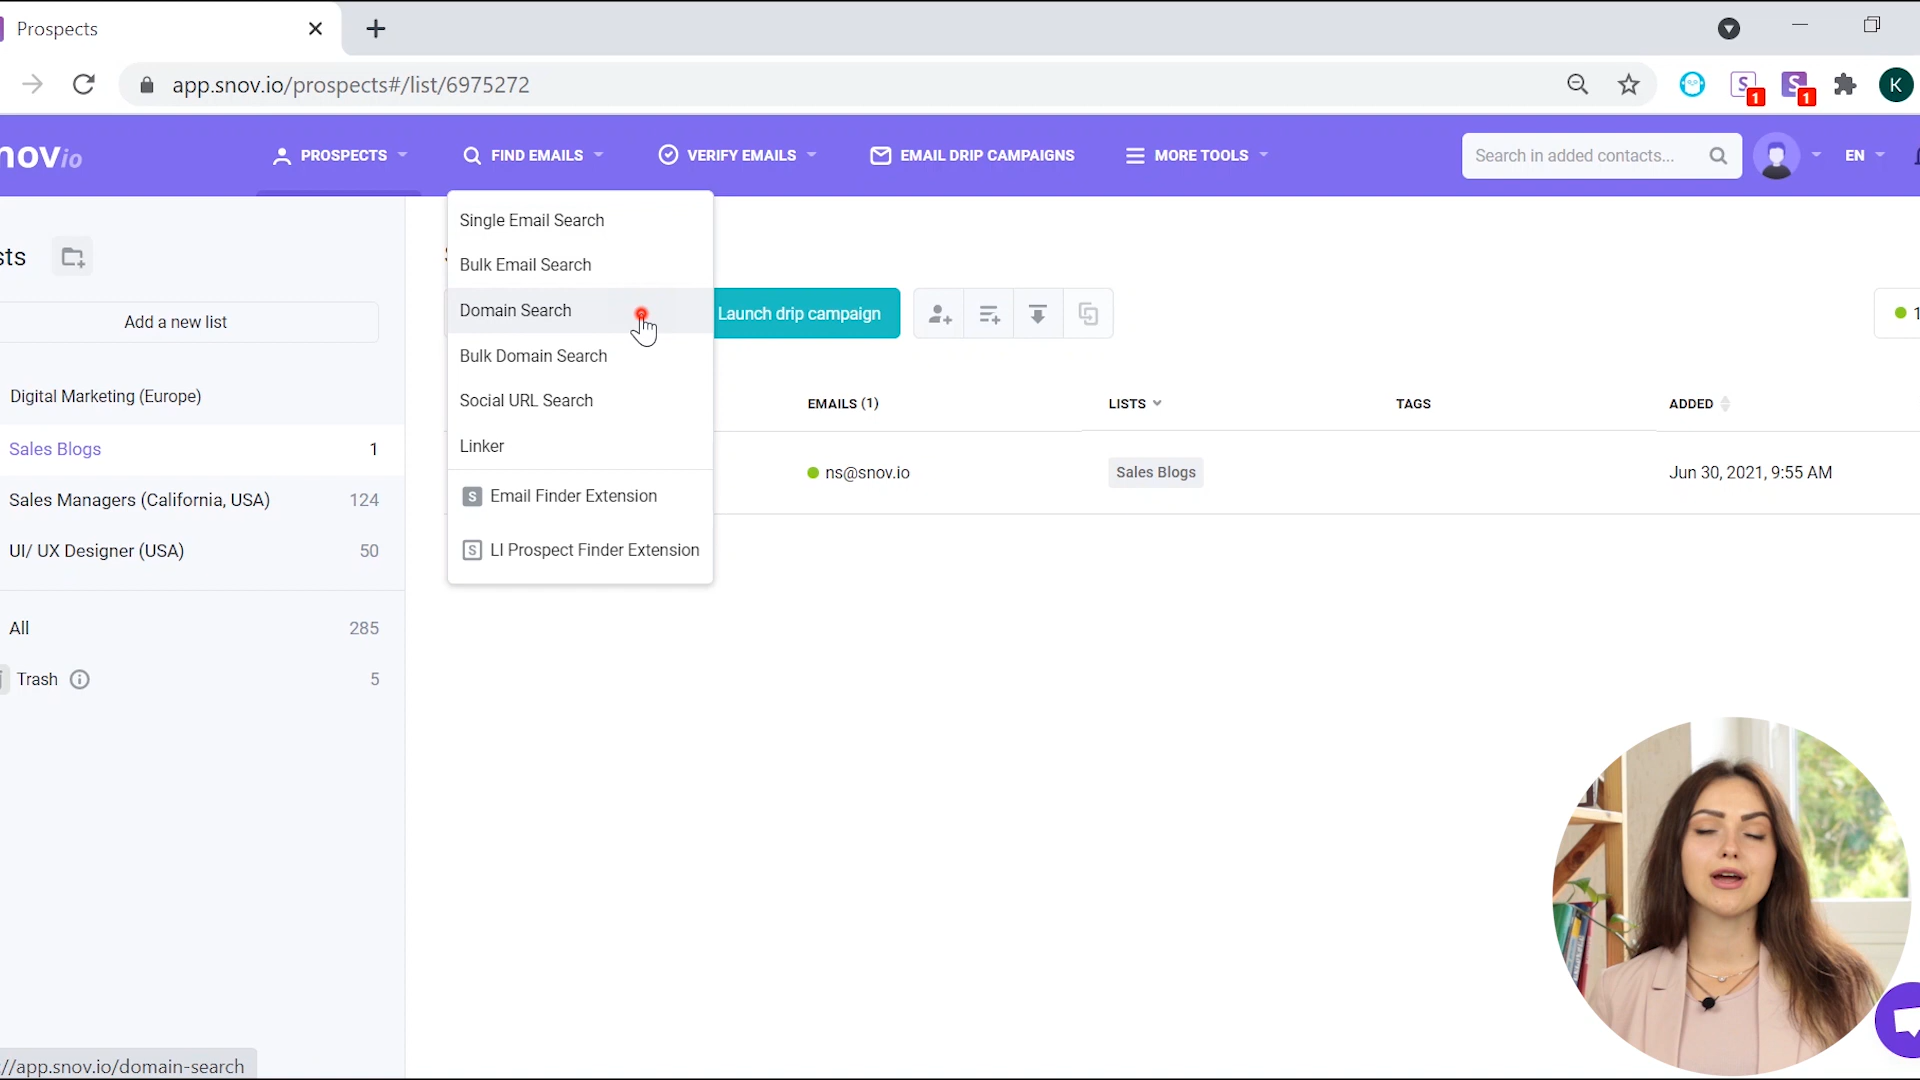 Prospects
app.snov.io/prospects#/list/6975272
S 1
S 1
K
novio
PROSPECTS
FIND EMAILS
VERIFY EMAILS
EMAIL DRIP CAMPAIGNS
MORE TOOLS
Search in added contacts...
EN
sts
Add a new list
Digital Marketing (Europe)
Sales Blogs 1
Sales Managers (California, USA) 124
UI/ UX Designer (USA) 50
All 285
Trash 5
Single Email Search
Bulk Email Search
Domain Search
Bulk Domain Search
Social URL Search
Linker
S Email Finder Extension
S LI Prospect Finder Extension
Launch drip campaign
1
EMAILS (1) LISTS TAGS ADDED
ns@snov.io Sales Blogs Jun 30, 2021, 9:55 AM
//app.snov.io/domain-search